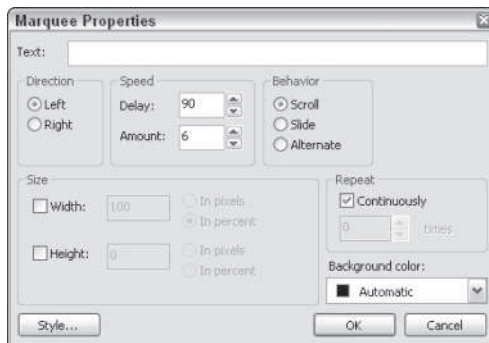 Marquee Properties
Text:
Direction
Left
Right
Speed
Delay: 90
Amount: 6
Behavior
Scroll
Slide
Alternate
Size
Width: 100
In pixels
In percent
Height: 0
In pixels
In percent
Repeat
Continuously
0 times
Background color:
Automatic
Style...
OK
Cancel